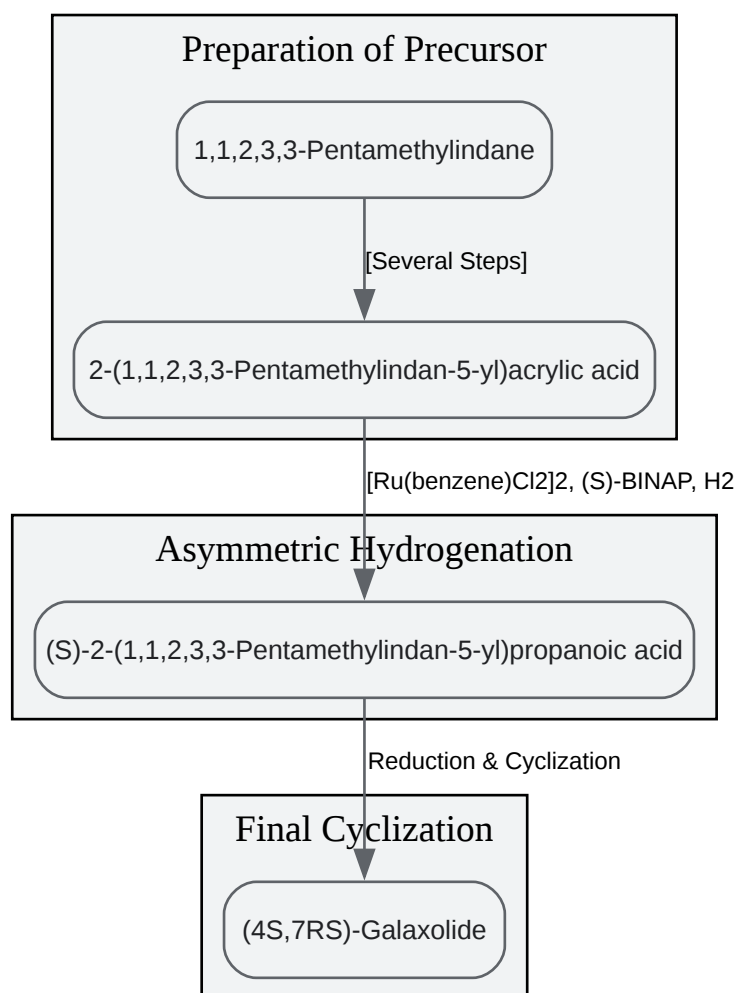 Preparation of Precursor
1,1,2,3,3-Pentamethylindane
[Several Steps]
2-(1,1,2,3,3-Pentamethylindan-5-yl)acrylic acid
[Ru(benzene)Cl2]2, (S)-BINAP, H2
Asymmetric Hydrogenation
(S)-2-(1,1,2,3,3-Pentamethylindan-5-yl)propanoic acid
Reduction & Cyclization
Final Cyclization
(4S,7RS)-Galaxolide